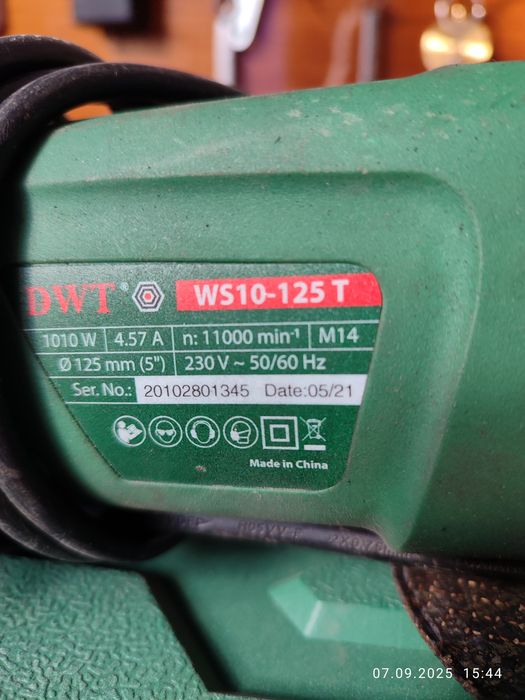 DWT® WS10-125 T
1010 W 4.57 A n: 11000 min-¹ M14
Ø 125 mm (5") 230 V ~ 50/60 Hz
Ser. No.: 20102801345 Date:05/21
Made in China
H05VV-F
07.09.2025 15:44